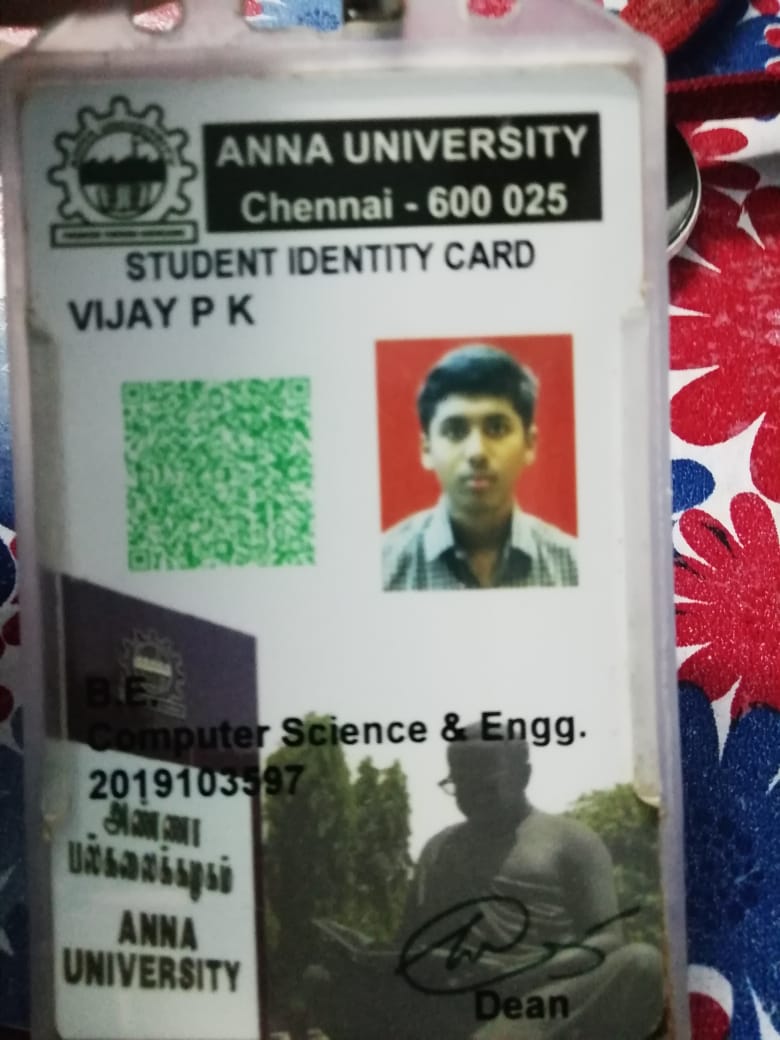 ANNA UNIVERSITY
Chennai - 600 025
STUDENT IDENTITY CARD
VIJAY P K
B.E.
Computer Science & Engg.
2019103597
அண்ணா
பல்கலைக்கழகம்
ANNA
UNIVERSITY
Dean